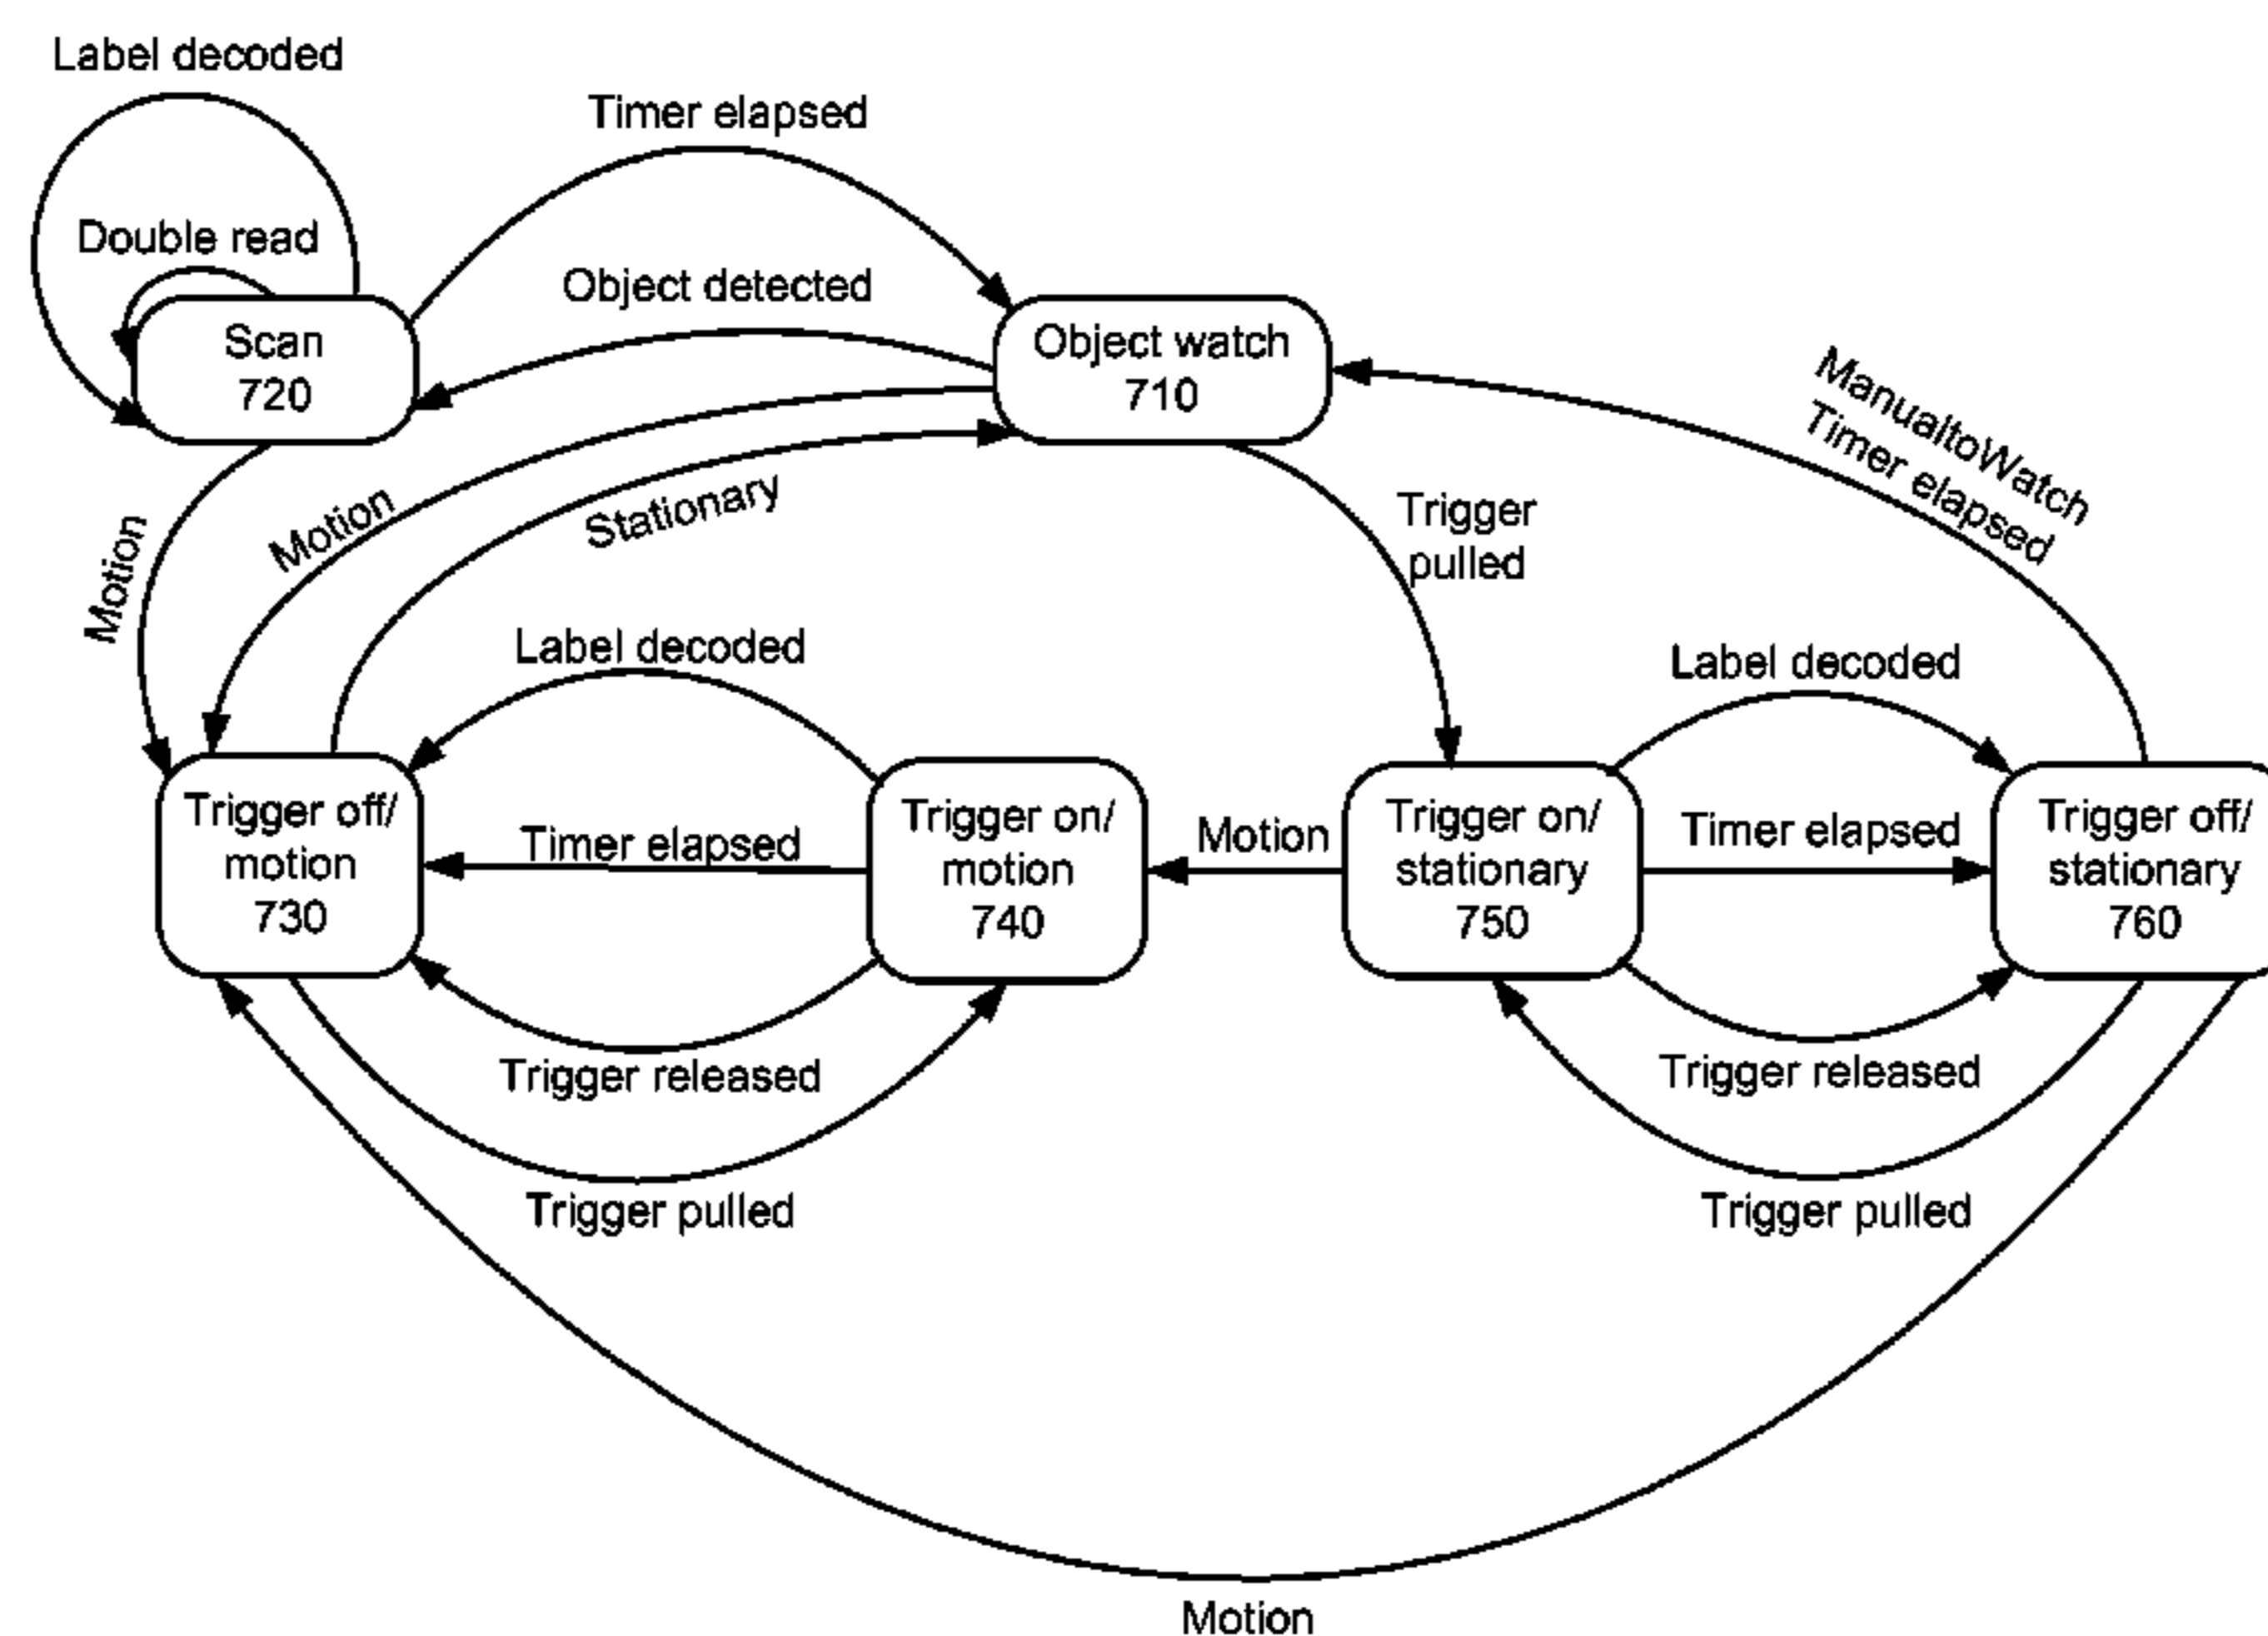 Label decoded
Timer elapsed
Double read
Object detected
Scan
720
Object watch
710
ManualtoWatch
Timer elapsed
Motion
Motion
Stationary
Trigger
pulled
Label decoded
Label decoded
Trigger off/
motion
730
Timer elapsed
Trigger on/
motion
740
Motion
Trigger on/
stationary
750
Timer elapsed
Trigger off/
stationary
760
Trigger released
Trigger released
Trigger pulled
Trigger pulled
Motion